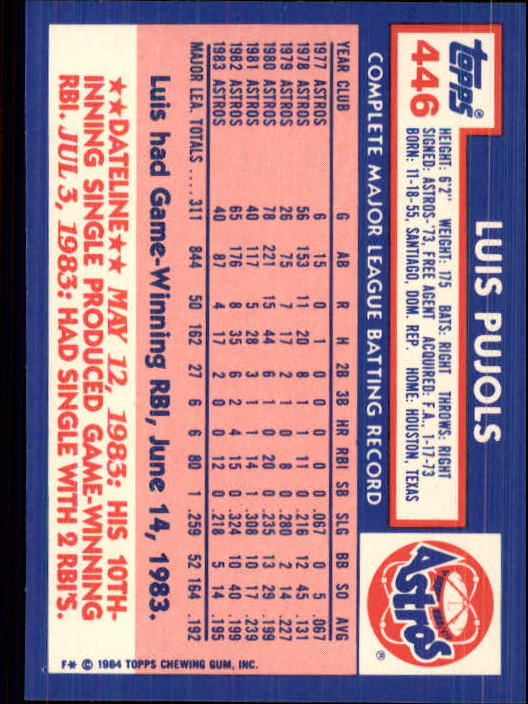 topps®
446
LUIS PUJOLS
HEIGHT: 6'2" WEIGHT: 175 BATS: RIGHT THROWS: RIGHT
SIGNED: ASTROS-'73, FREE AGENT ACQUIRED: F.A., 1-17-73
BORN: 11-18-55, SANTIAGO, DOM. REP. HOME: HOUSTON, TEXAS
Astros ®
COMPLETE MAJOR LEAGUE BATTING RECORD
YEAR CLUB G AB R H 2B 3B HR RBI SB SLG BB SO AVG
1977 ASTROS 6 15 0 1 0 0 0 0 0 .067 0 5 .067
1978 ASTROS 56 153 11 20 8 1 1 11 0 .216 12 45 .131
1979 ASTROS 26 75 7 17 2 1 0 8 0 .280 2 14 .227
1980 ASTROS 78 221 15 44 6 1 0 20 0 .235 13 29 .199
1981 ASTROS 40 117 5 28 3 1 1 14 1 .308 10 17 .239
1982 ASTROS 65 176 8 35 6 2 4 15 0 .324 10 40 .199
1983 ASTROS 40 87 4 17 2 0 0 12 0 .218 5 14 .195
MAJOR LEA. TOTALS .... 311 844 50 162 27 6 6 80 1 .259 52 164 .192
Luis had Game-Winning RBI, June 14, 1983.
★★DATELINE★★ MAY 12, 1983: HIS 10TH-
INNING SINGLE PRODUCED GAME-WINNING
RBI. JUL 3, 1983: HAD SINGLE WITH 2 RBI'S.
F* © 1984 TOPPS CHEWING GUM, INC.